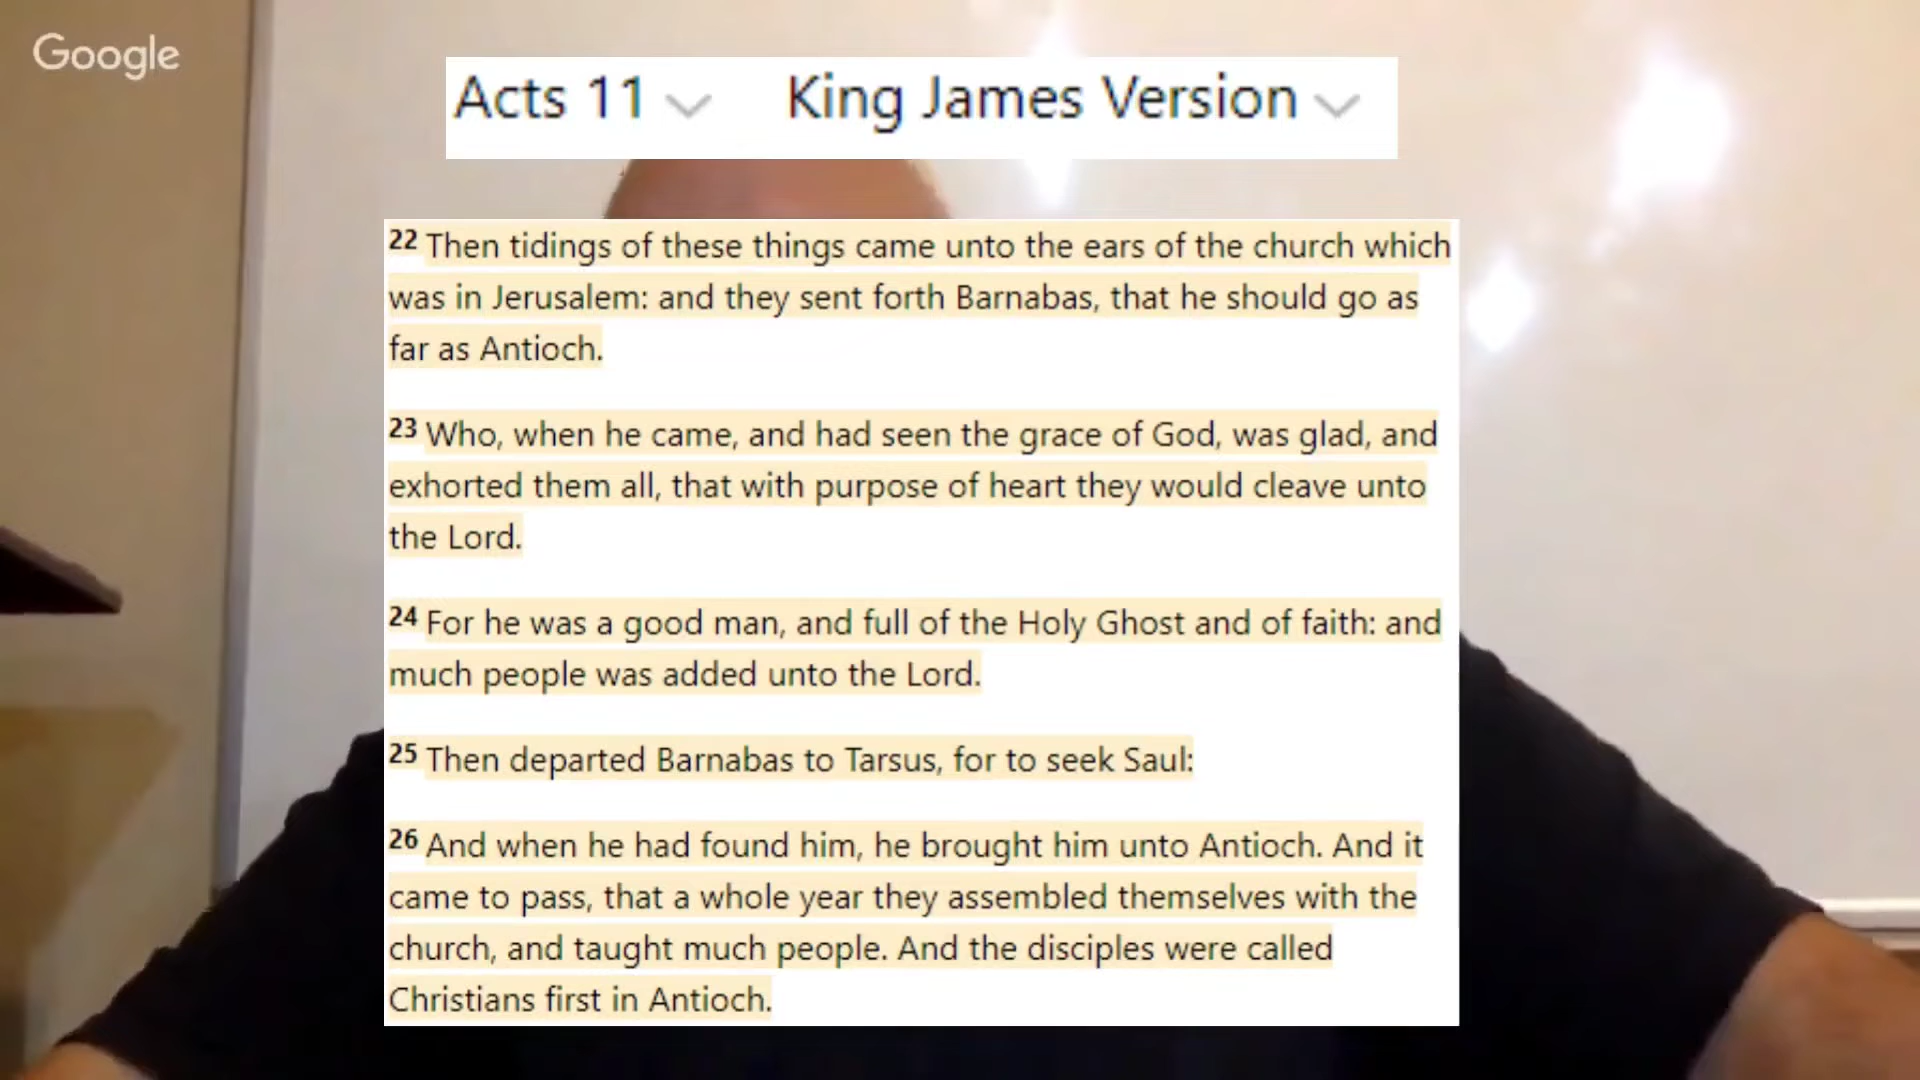 Google
Acts 11 King James Version
22 Then tidings of these things came unto the ears of the church which
was in Jerusalem: and they sent forth Barnabas, that he should go as
far as Antioch.
23 Who, when he came, and had seen the grace of God, was glad, and
exhorted them all, that with purpose of heart they would cleave unto
the Lord.
24 For he was a good man, and full of the Holy Ghost and of faith: and
much people was added unto the Lord.
25 Then departed Barnabas to Tarsus, for to seek Saul:
26 And when he had found him, he brought him unto Antioch. And it
came to pass, that a whole year they assembled themselves with the
church, and taught much people. And the disciples were called
Christians first in Antioch.